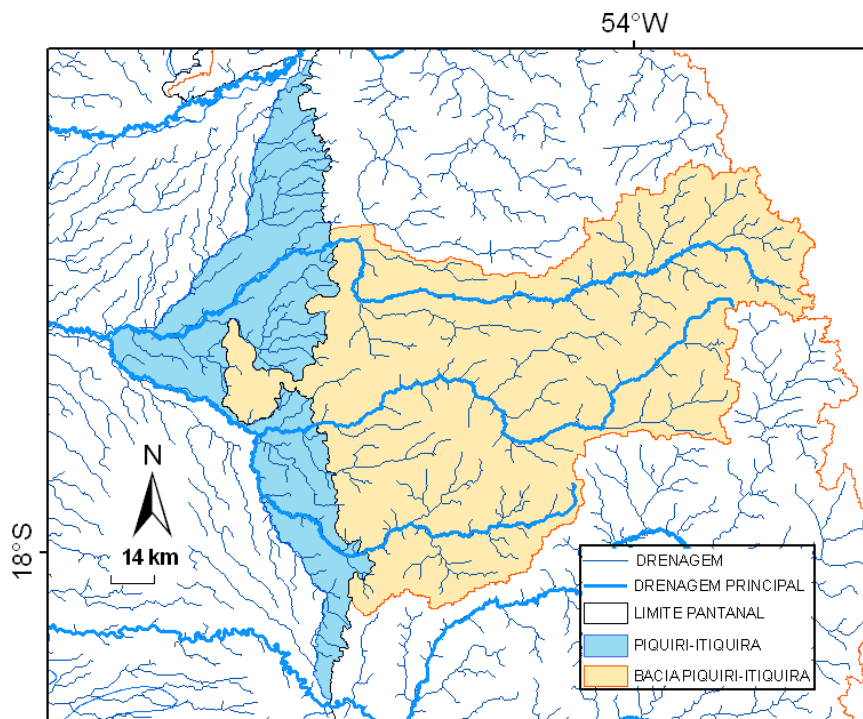 54°W
N
18°S
14 km
DRENAGEM
DRENAGEM PRINCIPAL
LIMITE PANTANAL
PIQUIRI-ITIQUIRA
BACIA PIQUIRI-ITIQUIRA